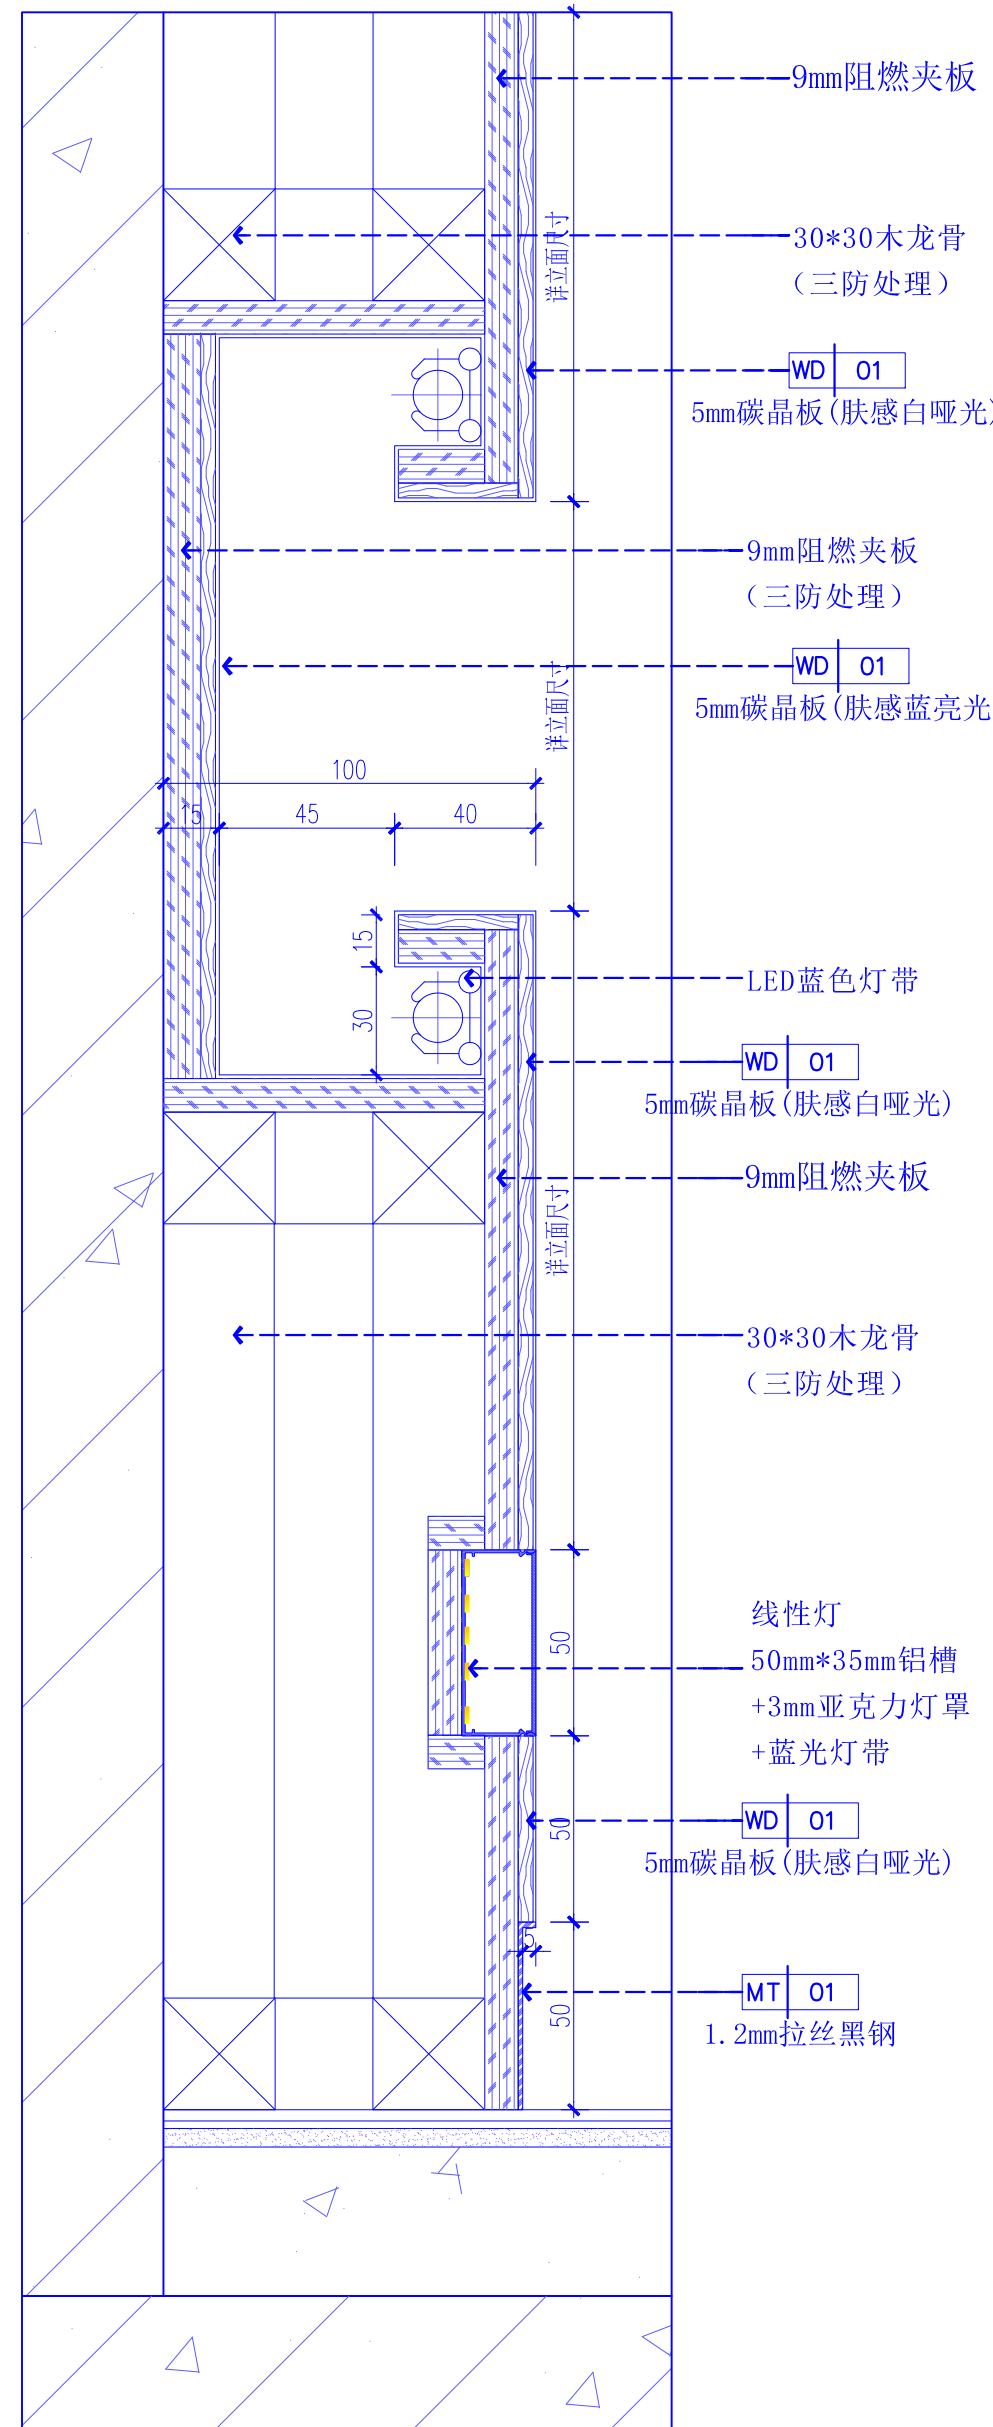 9mm阻燃夹板
30*30木龙骨
（三防处理）
详立面尺寸
WD 01
5mm碳晶板(肤感白哑光)
9mm阻燃夹板
（三防处理）
WD 01
5mm碳晶板(肤感蓝亮光
详立面尺寸
100
15 45 40
15
30
LED蓝色灯带
WD 01
5mm碳晶板(肤感白哑光)
9mm阻燃夹板
详立面尺寸
30*30木龙骨
（三防处理）
线性灯
50mm*35mm铝槽
+3mm亚克力灯罩
+蓝光灯带
50
WD 01
5mm碳晶板(肤感白哑光)
50
5
MT 01
1.2mm拉丝黑钢
50